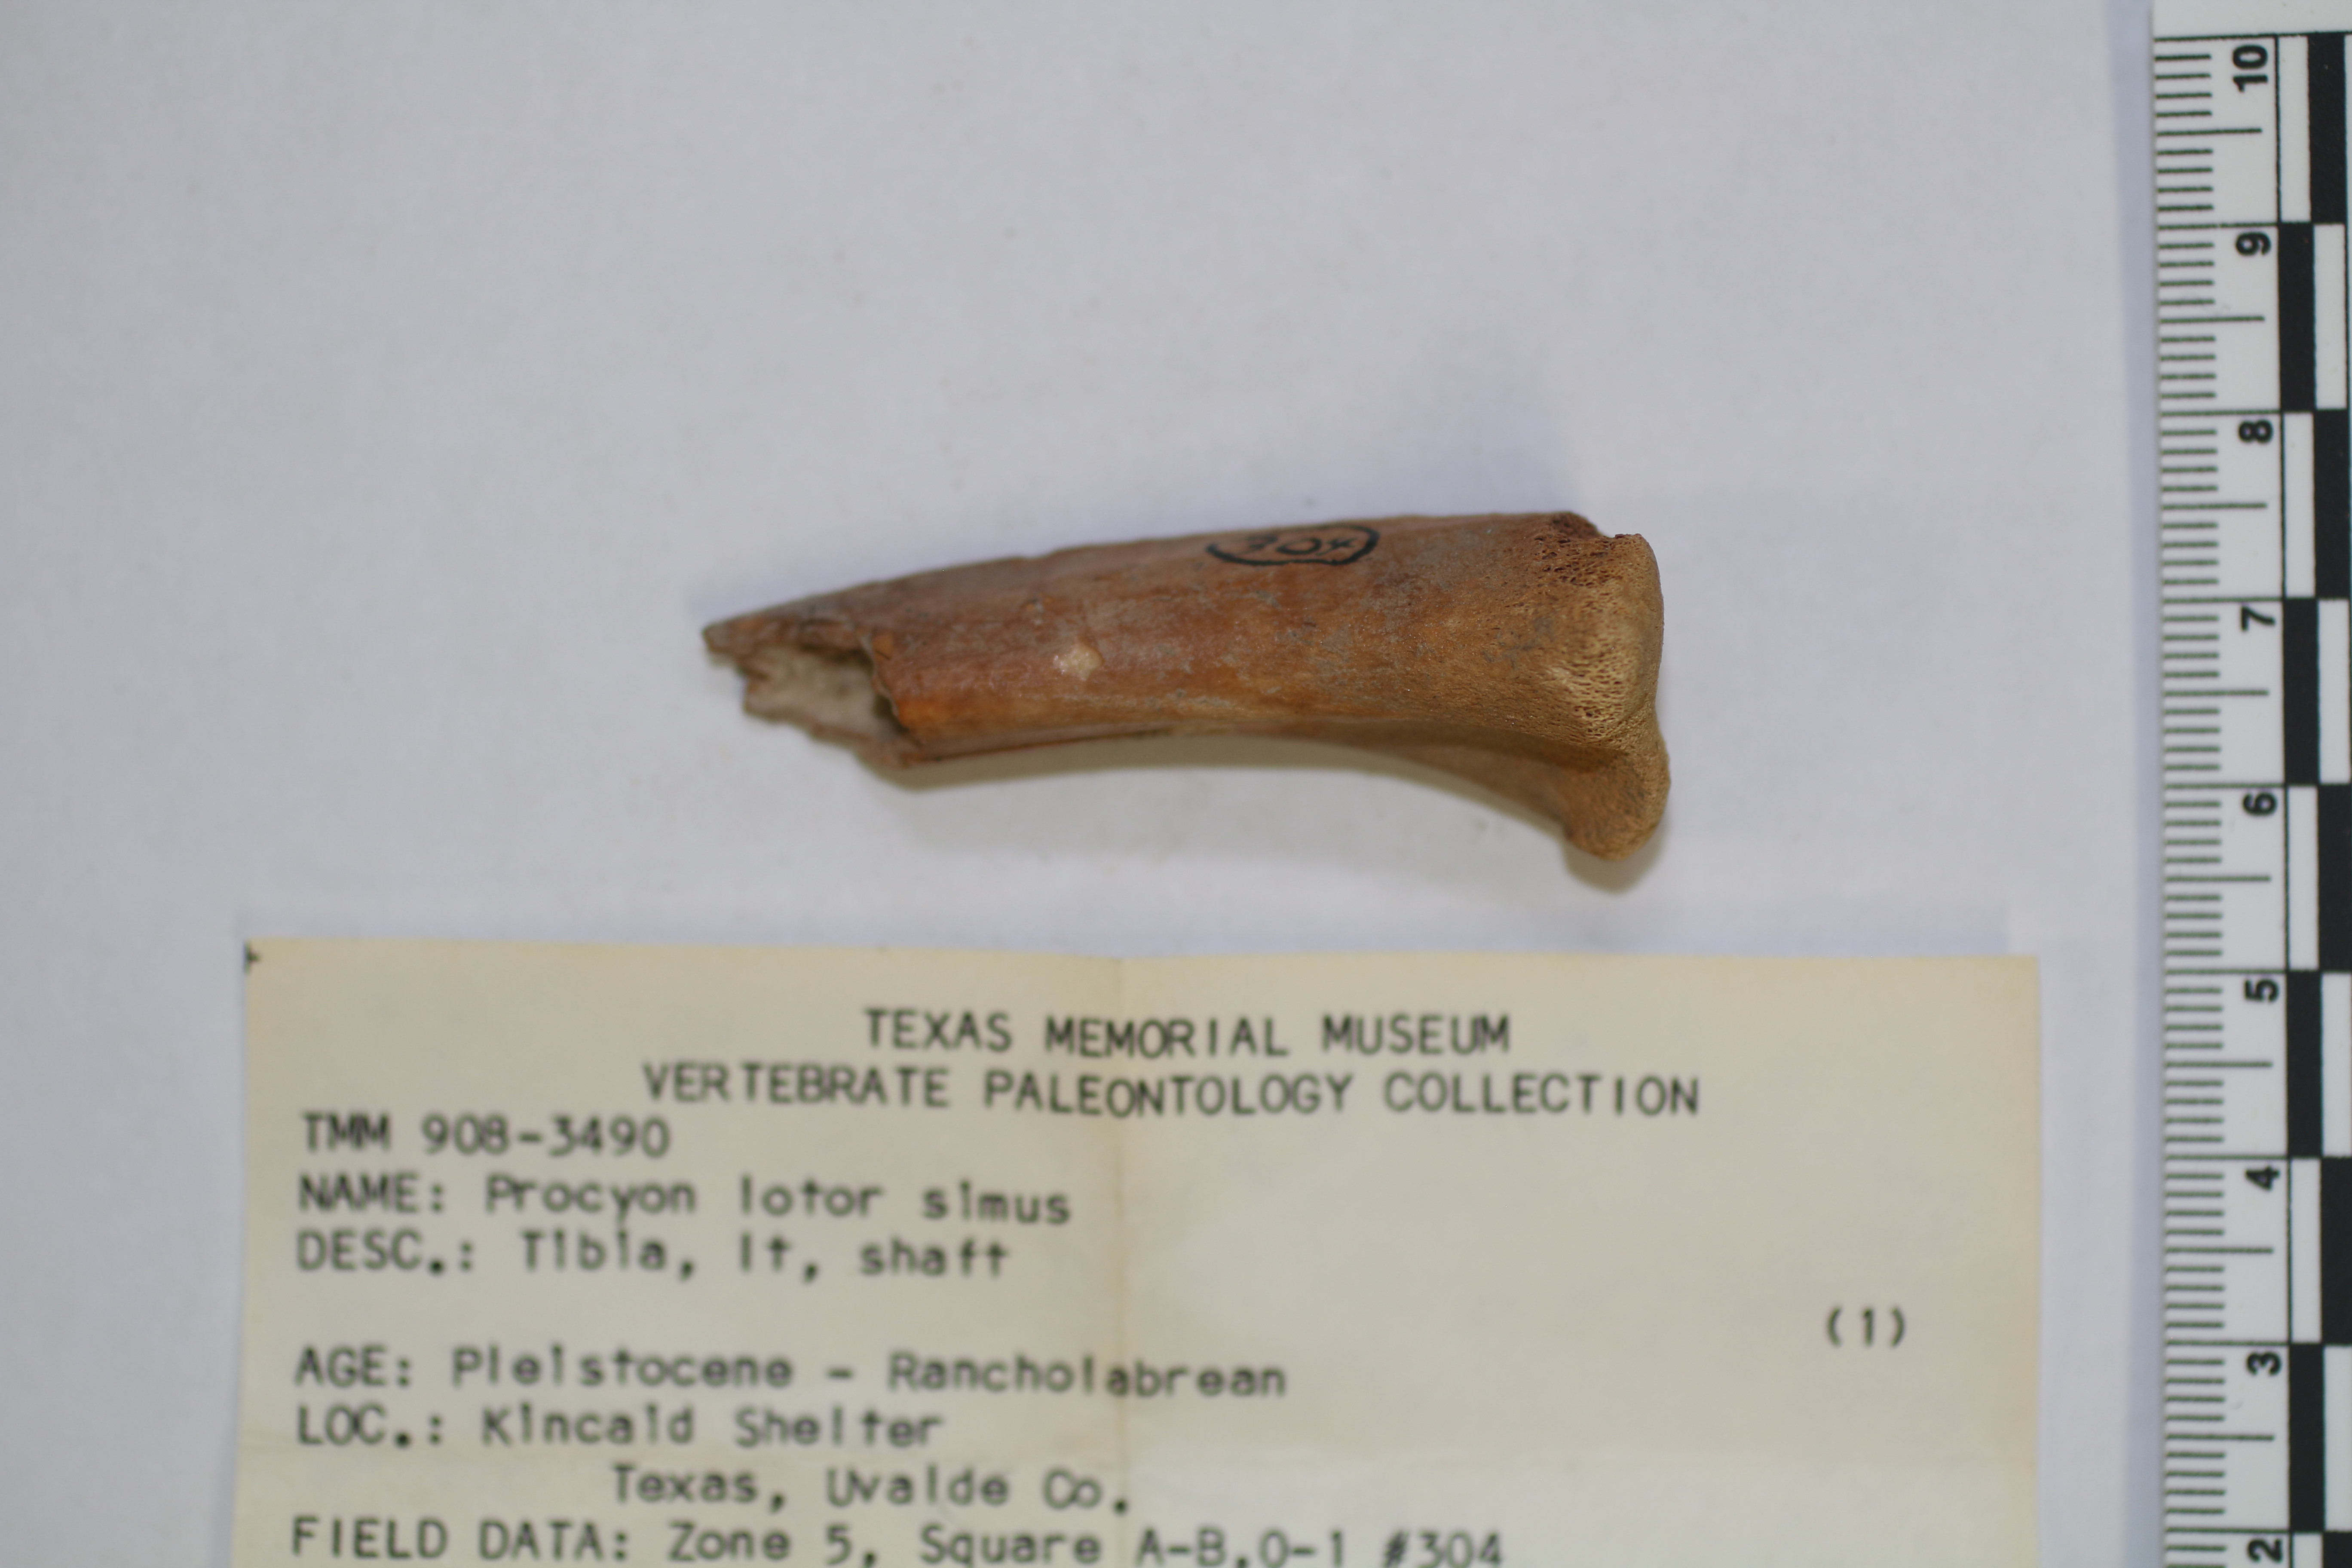 304
TEXAS MEMORIAL MUSEUM
VERTEBRATE PALEONTOLOGY COLLECTION
TMM 908-3490
NAME: Procyon lotor simus
DESC.: Tibia, lt, shaft
(1)
AGE: Pleistocene - Rancholabrean
LOC.: Kincaid Shelter
Texas, Uvalde Co.
FIELD DATA: Zone 5, Square A-B,0-1 #304
10
9
8
7
6
5
4
3
2